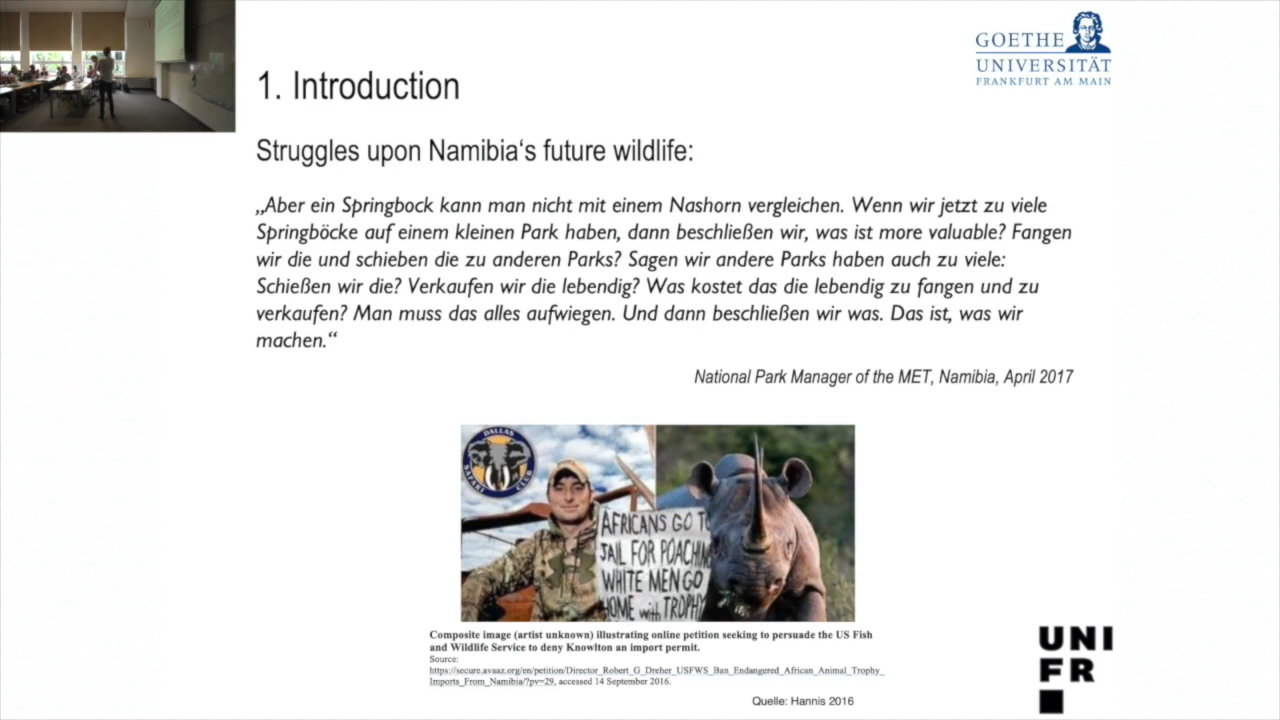 GOETHE
UNIVERSITÄT
FRANKFURT AM MAIN
1. Introduction
Struggles upon Namibia‘s future wildlife:
„Aber ein Springbock kann man nicht mit einem Nashorn vergleichen. Wenn wir jetzt zu viele
Springböcke auf einem kleinen Park haben, dann beschließen wir, was ist more valuable? Fangen
wir die und schieben die zu anderen Parks? Sagen wir andere Parks haben auch zu viele:
Schießen wir die? Verkaufen wir die lebendig? Was kostet das die lebendig zu fangen und zu
verkaufen? Man muss das alles aufwiegen. Und dann beschließen wir was. Das ist, was wir
machen.“
National Park Manager of the MET, Namibia, April 2017
DALLAS
SAFARI CLUB
AFRICANS GO TO
JAIL FOR POACHIN
WHITE MEN GO
HOME with TROPHY
Composite image (artist unknown) illustrating online petition seeking to persuade the US Fish
and Wildlife Service to deny Knowlton an import permit.
Source:
https://secure.avaaz.org/en/petition/Director_Robert_G_Dreher_USFWS_Ban_Endangered_African_Animal_Trophy_
Imports_From_Namibia/?pv=29, accessed 14 September 2016.
Quelle: Hannis 2016
UNI
FR